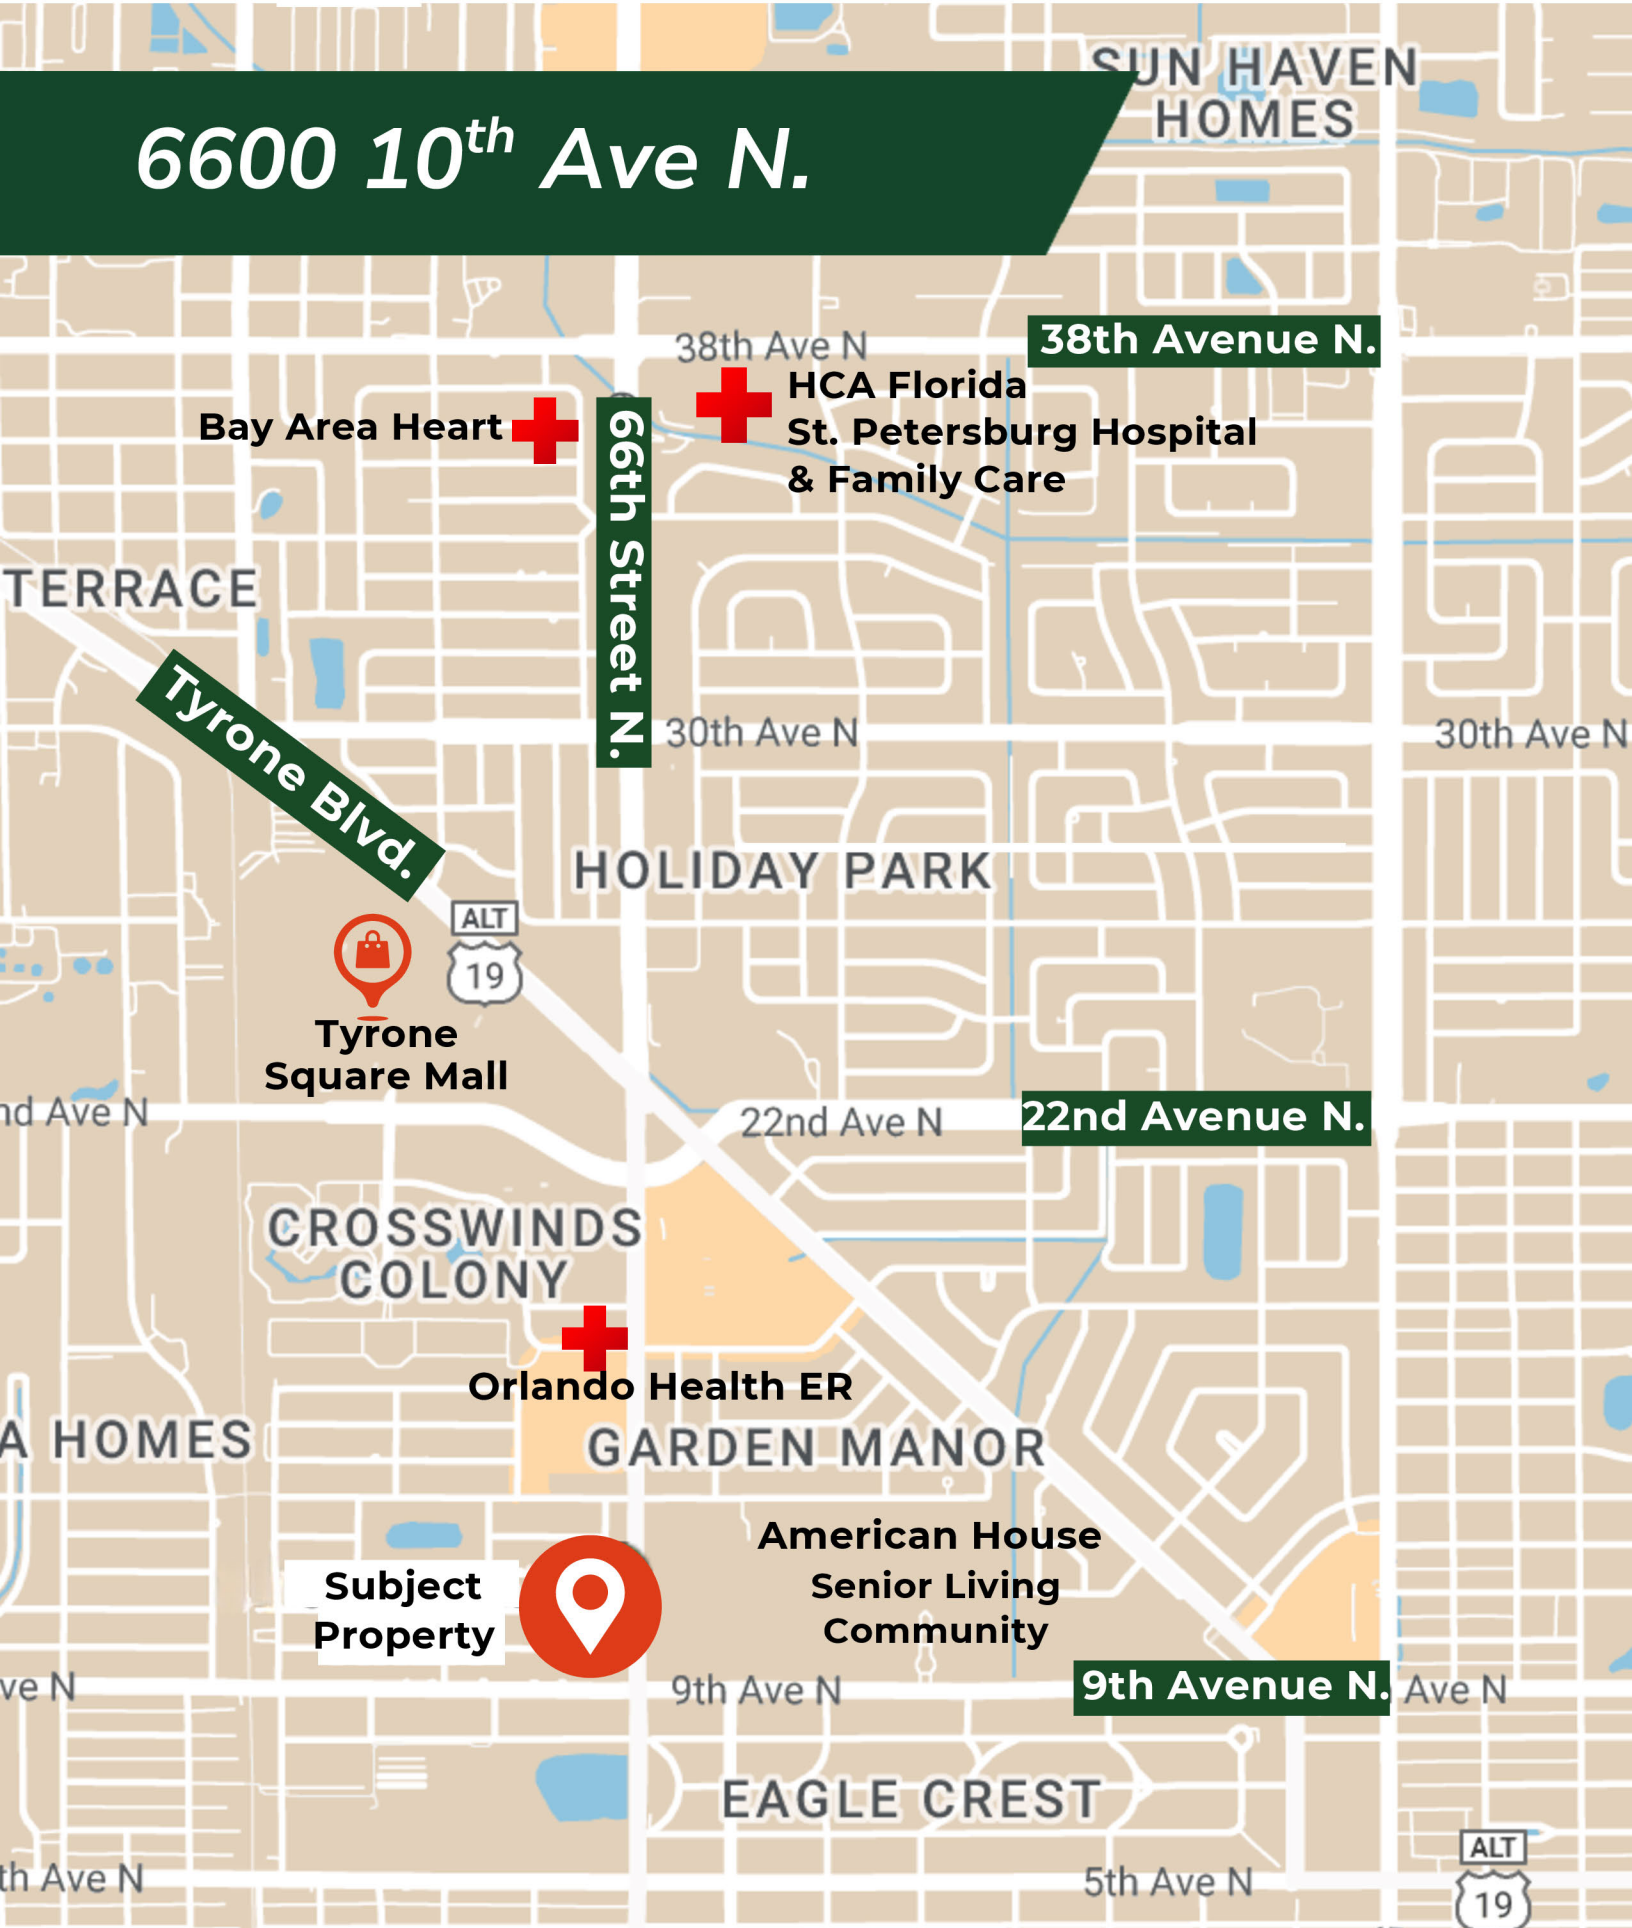 SUN HAVEN
HOMES
6600 10th Ave N.
38th Ave N
38th Avenue N.
HCA Florida
St. Petersburg Hospital
& Family Care
Bay Area Heart
66th Street N.
TERRACE
Tyrone Blvd.
30th Ave N
30th Ave N
HOLIDAY PARK
ALT
19
Tyrone
Square Mall
nd Ave N
22nd Ave N
22nd Avenue N.
CROSSWINDS
COLONY
Orlando Health ER
A HOMES
GARDEN MANOR
American House
Senior Living
Community
Subject
Property
ve N
9th Ave N
9th Avenue N.
Ave N
EAGLE CREST
th Ave N
5th Ave N
ALT
19